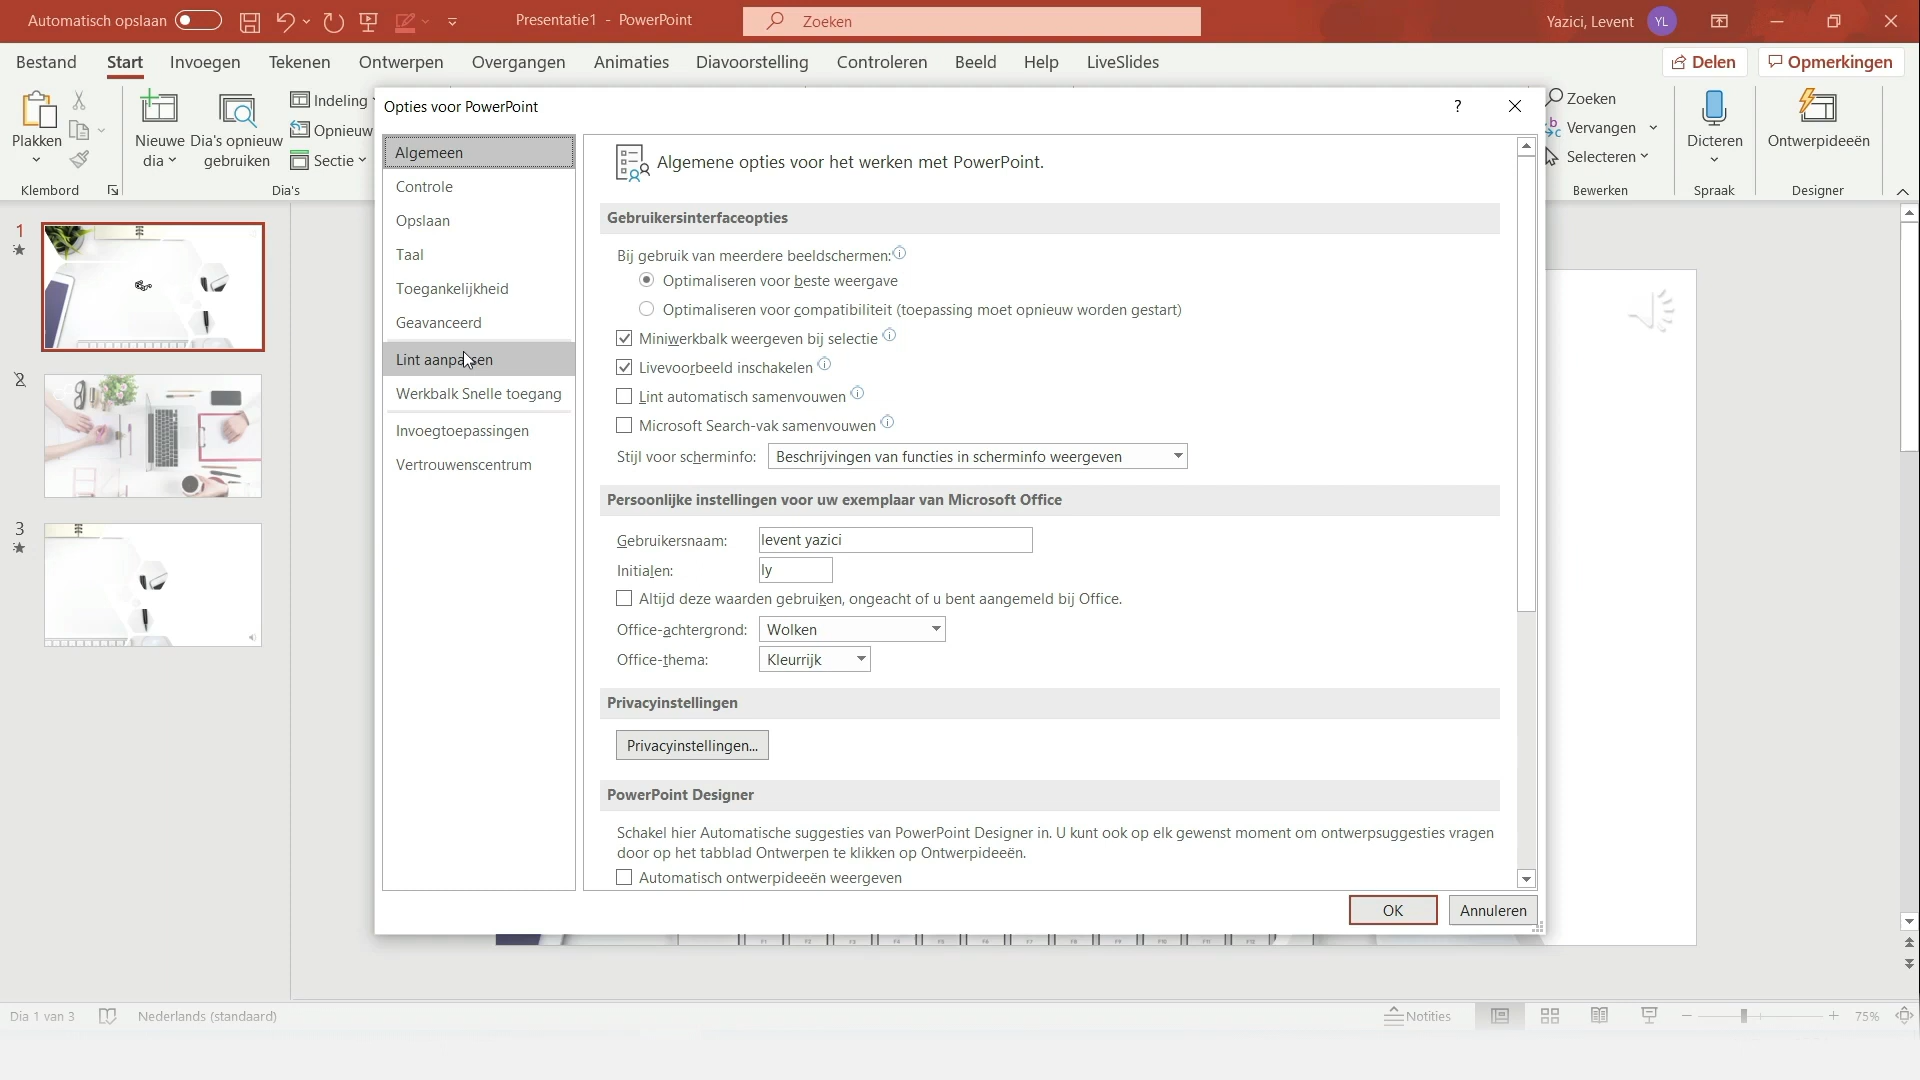 Automatisch opslaan
Presentatie1 - PowerPoint
Zoeken
Yazici, Levent YL
Bestand Start Invoegen Tekenen Ontwerpen Overgangen Animaties Diavoorstelling Controleren Beeld Help LiveSlides Delen Opmerkingen
Plakken
Klembord
Nieuwe dia
Dia's opnieuw gebruiken
Indeling
Opnieuw
Sectie
Dia's
Zoeken
Vervangen
Selecteren
Bewerken
Dicteren
Spraak
Ontwerpideeën
Designer
1
2
3
Opties voor PowerPoint
?
Algemeen
Controle
Opslaan
Taal
Toegankelijkheid
Geavanceerd
Lint aanpassen
Werkbalk Snelle toegang
Invoegtoepassingen
Vertrouwenscentrum
Algemene opties voor het werken met PowerPoint.
Gebruikersinterfaceopties
Bij gebruik van meerdere beeldschermen:
Optimaliseren voor beste weergave
Optimaliseren voor compatibiliteit (toepassing moet opnieuw worden gestart)
Miniwerkbalk weergeven bij selectie
Livevoorbeeld inschakelen
Lint automatisch samenvouwen
Microsoft Search-vak samenvouwen
Stijl voor scherminfo: Beschrijvingen van functies in scherminfo weergeven
Persoonlijke instellingen voor uw exemplaar van Microsoft Office
Gebruikersnaam: levent yazici
Initialen: ly
Altijd deze waarden gebruiken, ongeacht of u bent aangemeld bij Office.
Office-achtergrond: Wolken
Office-thema: Kleurrijk
Privacyinstellingen
Privacyinstellingen...
PowerPoint Designer
Schakel hier Automatische suggesties van PowerPoint Designer in. U kunt ook op elk gewenst moment om ontwerpsuggesties vragen
door op het tabblad Ontwerpen te klikken op Ontwerpideeën.
Automatisch ontwerpideeën weergeven
OK Annuleren
Dia 1 van 3 Nederlands (standaard) Notities 75%